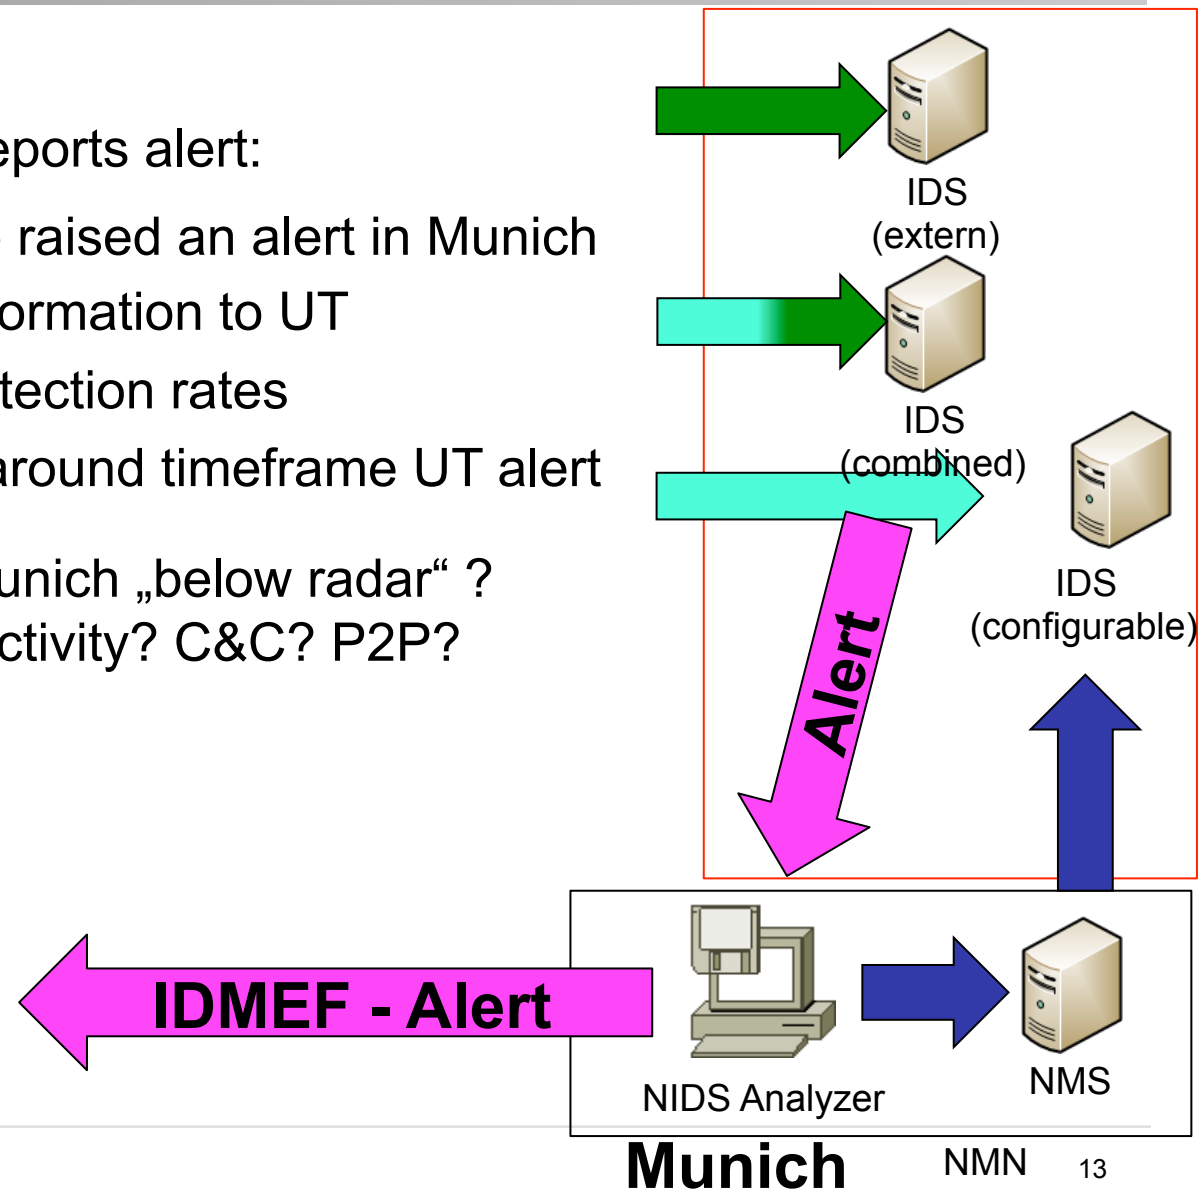 eports alert:
raised an alert in Munich
ormation to UT
tection rates
around timeframe UT alert
unich „below radar“ ?
ctivity? C&C? P2P?
IDS
(extern)
IDS
(combined)
IDS
(configurable)
Alert
IDMEF - Alert
NIDS Analyzer
NMS
Munich
NMN
13